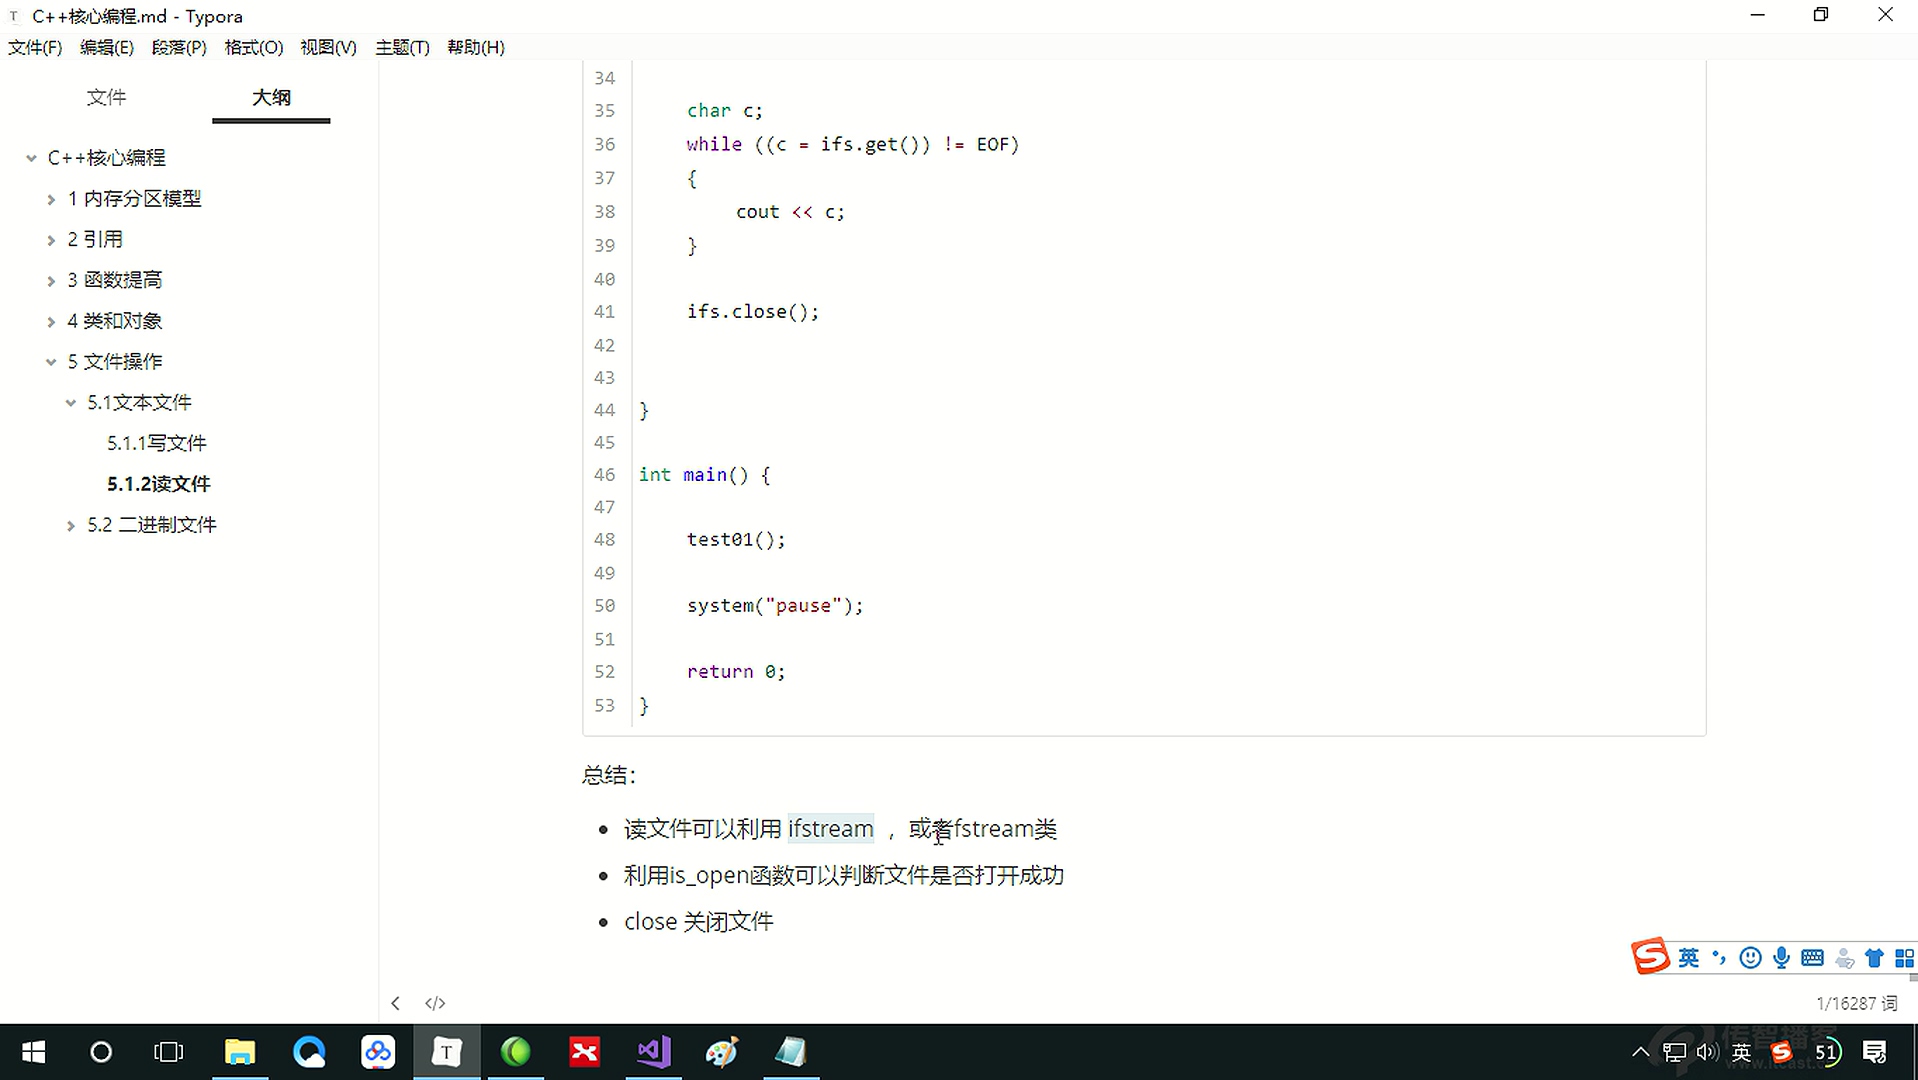 C++核心编程.md - Typora
文件(F) 编辑(E) 段落(P) 格式(O) 视图(V) 主题(T) 帮助(H)
文件 大纲
C++核心编程
1 内存分区模型
2 引用
3 函数提高
4 类和对象
5 文件操作
5.1文本文件
5.1.1写文件
5.1.2读文件
5.2 二进制文件
34
35 char c;
36 while ((c = ifs.get()) != EOF)
37 {
38 cout << c;
39 }
40
41 ifs.close();
42
43
44 }
45
46 int main() {
47
48 test01();
49
50 system("pause");
51
52 return 0;
53 }
总结：
读文件可以利用 ifstream ，或者fstream类
利用is_open函数可以判断文件是否打开成功
close 关闭文件
英
</>
1/16287 词
T
英
51
传智播客
www.itcast.c